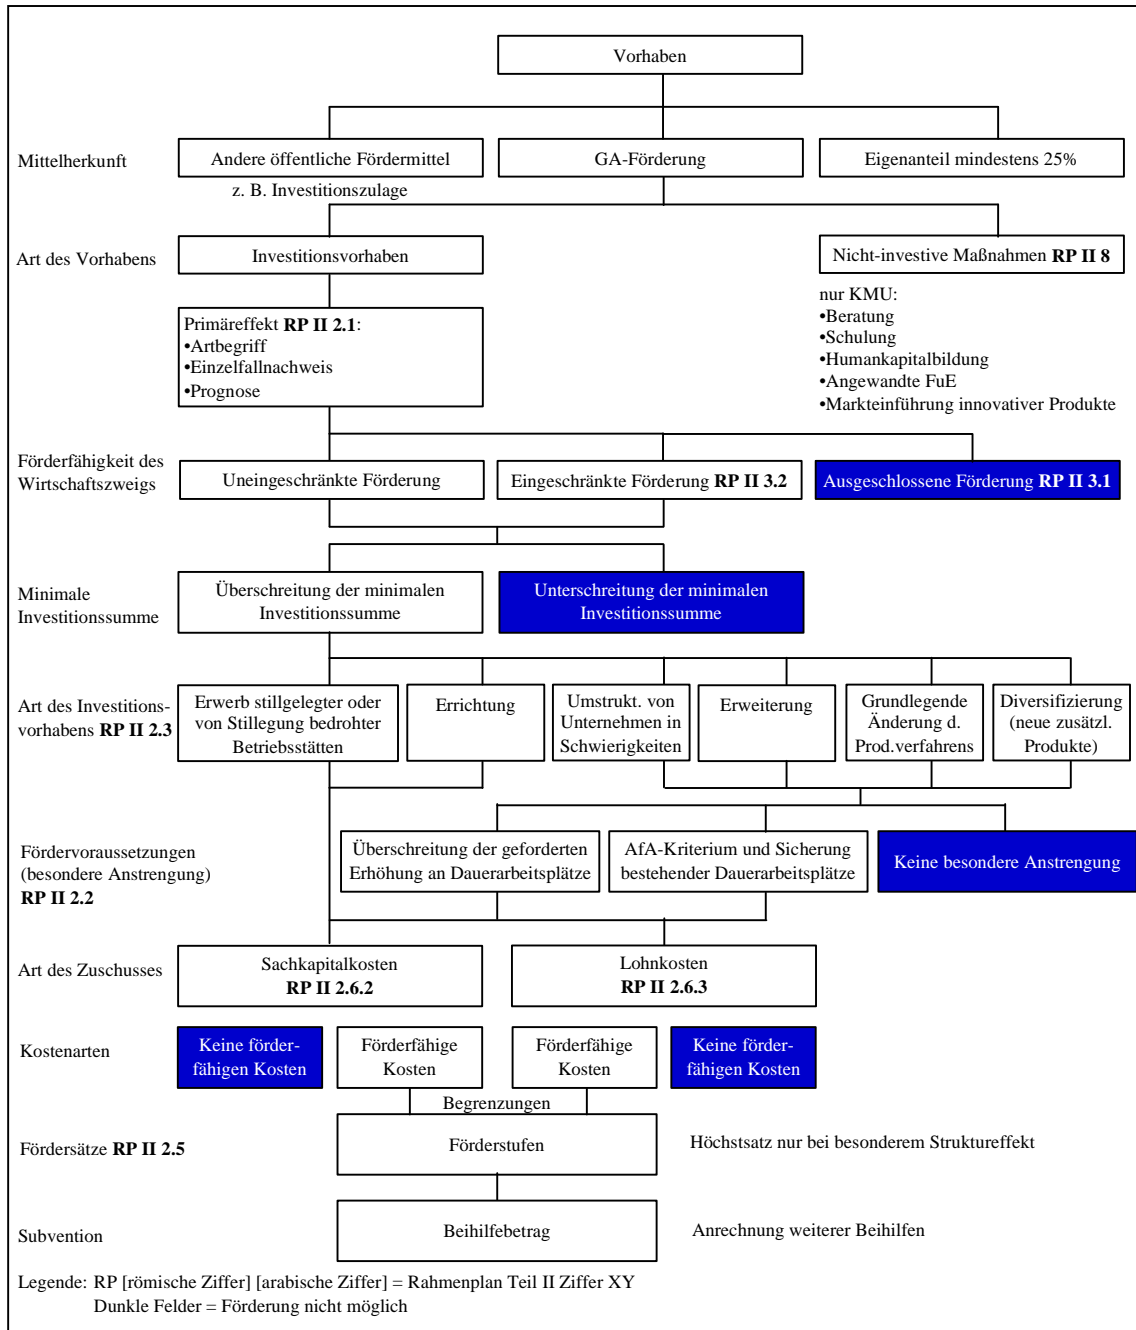 Vorhaben
Mittelherkunft
Andere öffentliche Fördermittel
GA-Förderung
Eigenanteil mindestens 25%
z. B. Investitionszulage
Art des Vorhabens
Investitionsvorhaben
Nicht-investive Maßnahmen RP II 8
nur KMU:
•Beratung
•Schulung
•Humankapitalbildung
•Angewandte FuE
•Markteinführung innovativer Produkte
Primäreffekt RP II 2.1:
•Artbegriff
•Einzelfallnachweis
•Prognose
Förderfähigkeit des
Wirtschaftszweigs
Uneingeschränkte Förderung
Eingeschränkte Förderung RP II 3.2
Ausgeschlossene Förderung RP II 3.1
Minimale
Investitionssumme
Überschreitung der minimalen
Investitionssumme
Unterschreitung der minimalen
Investitionssumme
Art des Investitions-
vorhabens RP II 2.3
Erwerb stillgelegter oder
von Stillegung bedrohter
Betriebsstätten
Errichtung
Umstrukt. von
Unternehmen in
Schwierigkeiten
Erweiterung
Grundlegende
Änderung d.
Prod.verfahrens
Diversifizierung
(neue zusätzl.
Produkte)
Fördervoraussetzungen
(besondere Anstrengung)
RP II 2.2
Überschreitung der geforderten
Erhöhung an Dauerarbeitsplätze
AfA-Kriterium und Sicherung
bestehender Dauerarbeitsplätze
Keine besondere Anstrengung
Art des Zuschusses
Sachkapitalkosten
RP II 2.6.2
Lohnkosten
RP II 2.6.3
Kostenarten
Keine förder-
fähigen Kosten
Förderfähige
Kosten
Förderfähige
Kosten
Keine förder-
fähigen Kosten
Begrenzungen
Fördersätze RP II 2.5
Förderstufen
Höchstsatz nur bei besonderem Struktureffekt
Subvention
Beihilfebetrag
Anrechnung weiterer Beihilfen
Legende: RP [römische Ziffer] [arabische Ziffer] = Rahmenplan Teil II Ziffer XY
Dunkle Felder = Förderung nicht möglich